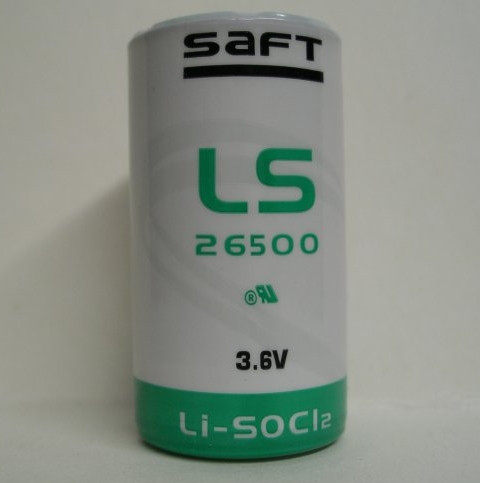 SAFT
LS
26500
®
3.6V
Li-SOCl2